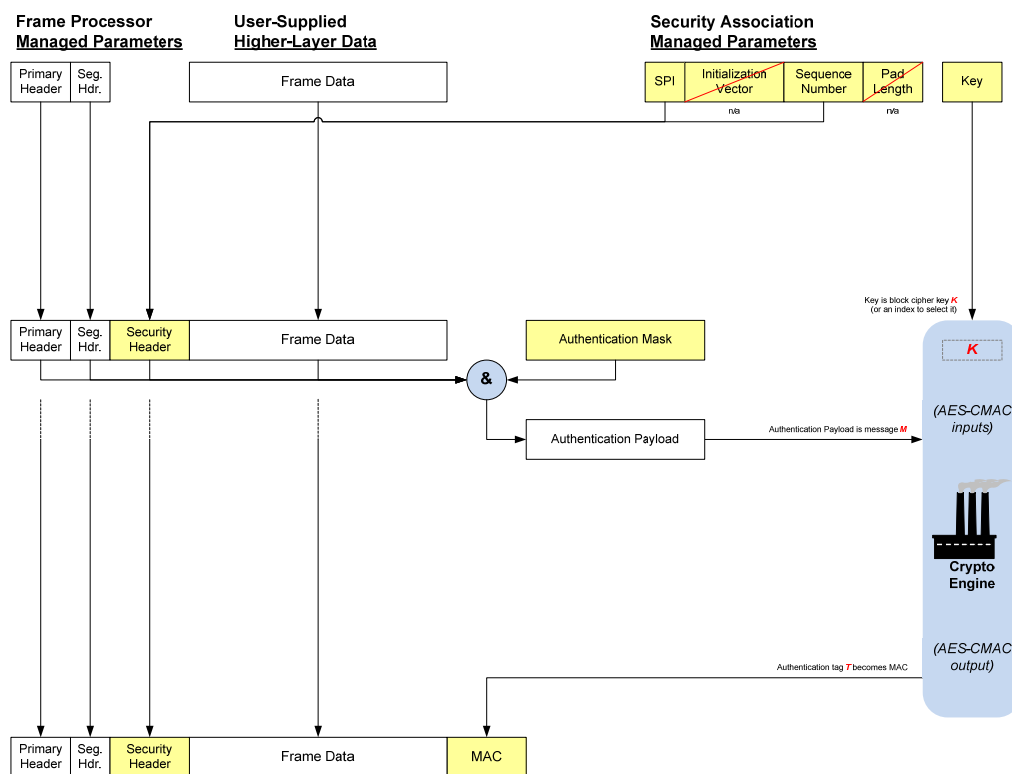 Frame Processor
Managed Parameters
User-Supplied
Higher-Layer Data
Security Association
Managed Parameters
Primary
Header
Seg.
Hdr.
Frame Data
SPI
Initialization
Vector
Sequence
Number
Pad
Length
Key
n/a
n/a
Key is block cipher key K
(or an index to select it)
Primary
Header
Seg.
Hdr.
Security
Header
Frame Data
Authentication Mask
K
&
(AES-CMAC
inputs)
Authentication Payload
Authentication Payload is message M
Crypto
Engine
(AES-CMAC
output)
Authentication tag T becomes MAC
Primary
Header
Seg.
Hdr.
Security
Header
Frame Data
MAC